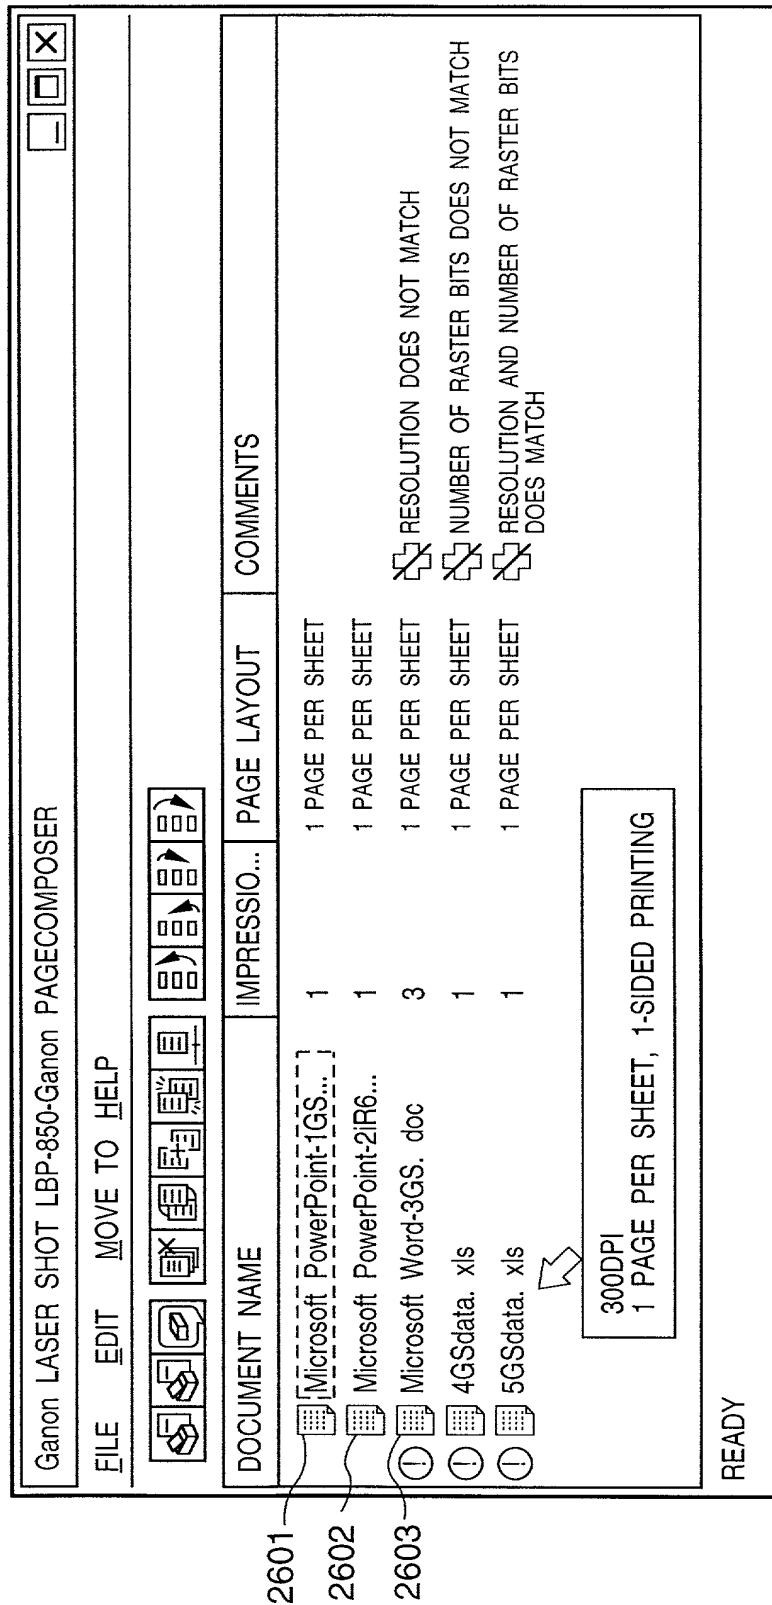 Ganon LASER SHOT LBP-850-Ganon PAGECOMPOSER
FILE EDIT MOVE TO HELP
DOCUMENT NAME IMPRESSIO... PAGE LAYOUT COMMENTS
2601 Microsoft PowerPoint-1GS... 1 1 PAGE PER SHEET
2602 Microsoft PowerPoint-2iR6... 1 1 PAGE PER SHEET
2603 Microsoft Word-3GS. doc 3 1 PAGE PER SHEET RESOLUTION DOES NOT MATCH
4GSdata. xls 1 1 PAGE PER SHEET NUMBER OF RASTER BITS DOES NOT MATCH
5GSdata. xls 1 1 PAGE PER SHEET RESOLUTION AND NUMBER OF RASTER BITS
DOES MATCH
300DPI
1 PAGE PER SHEET, 1-SIDED PRINTING
READY